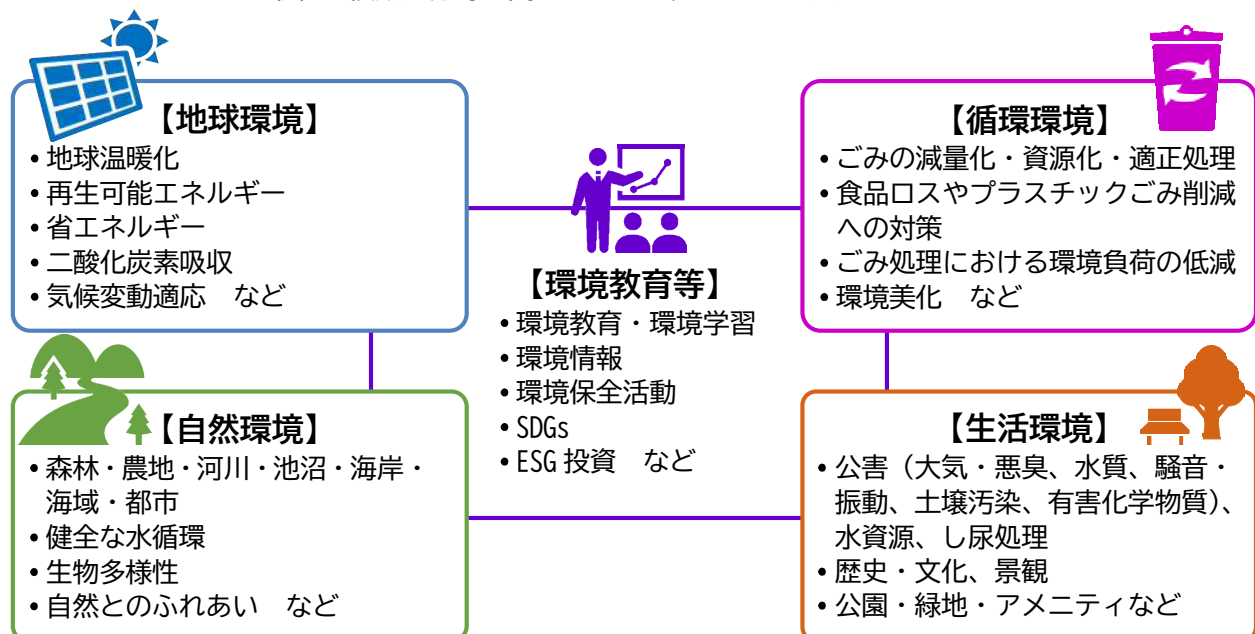 【地球環境】
• 地球温暖化
• 再生可能エネルギー
• 省エネルギー
• 二酸化炭素吸収
• 気候変動適応　など
【循環環境】
• ごみの減量化・資源化・適正処理
• 食品ロスやプラスチックごみ削減
への対策
• ごみ処理における環境負荷の低減
• 環境美化　など
【環境教育等】
• 環境教育・環境学習
• 環境情報
• 環境保全活動
• SDGs
• ESG 投資　など
【自然環境】
• 森林・農地・河川・池沼・海岸・
海域・都市
• 健全な水循環
• 生物多様性
• 自然とのふれあい　など
【生活環境】
• 公害（大気・悪臭、水質、騒音・
振動、土壌汚染、有害化学物質）、
水資源、し尿処理
• 歴史・文化、景観
• 公園・緑地・アメニティなど